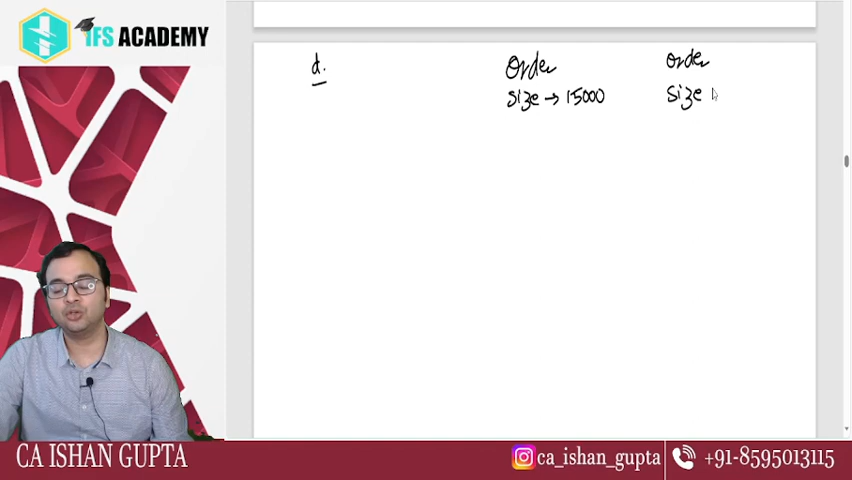 IFS ACADEMY
d.
Order
Size → 15000
Order
Size
CA ISHAN GUPTA
ca_ishan_gupta
+91-8595013115